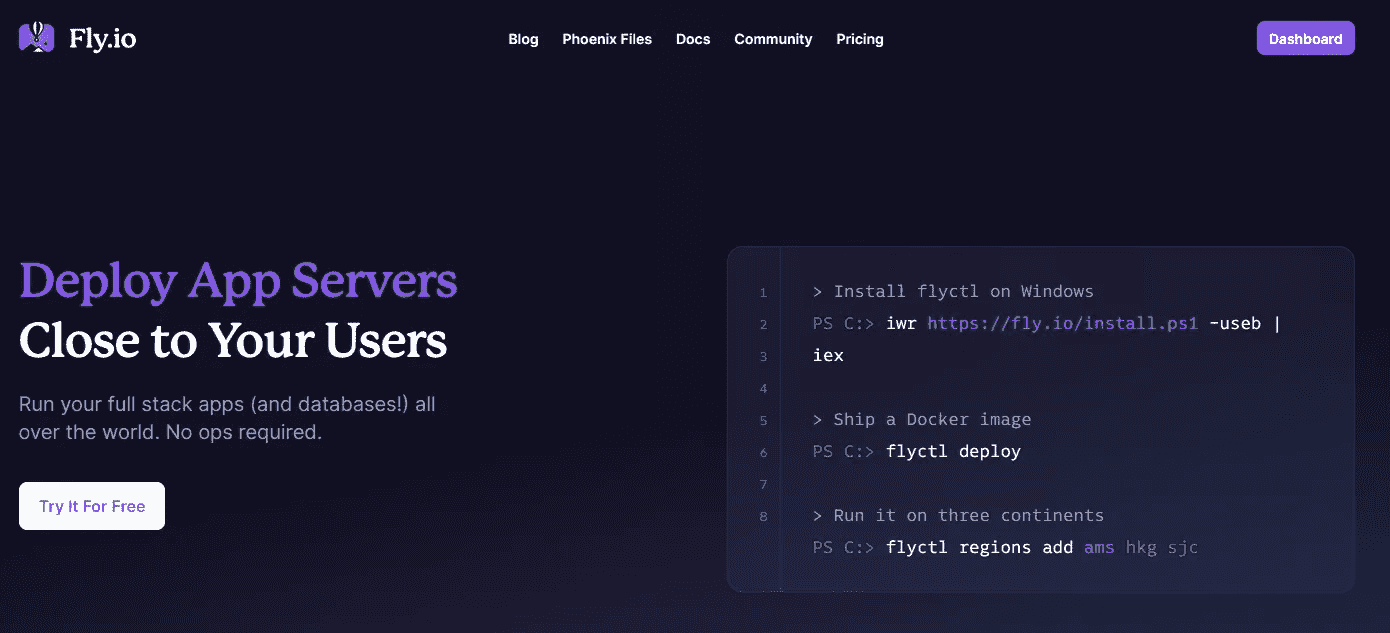 Fly.io
Blog
Phoenix Files
Docs
Community
Pricing
Dashboard
Deploy App Servers
Close to Your Users
Run your full stack apps (and databases!) all
over the world. No ops required.
Try It For Free
1 > Install flyctl on Windows
2 PS C:> iwr https://fly.io/install.ps1 -useb |
3 iex
4
5 > Ship a Docker image
6 PS C:> flyctl deploy
7
8 > Run it on three continents
PS C:> flyctl regions add ams hkg sjc